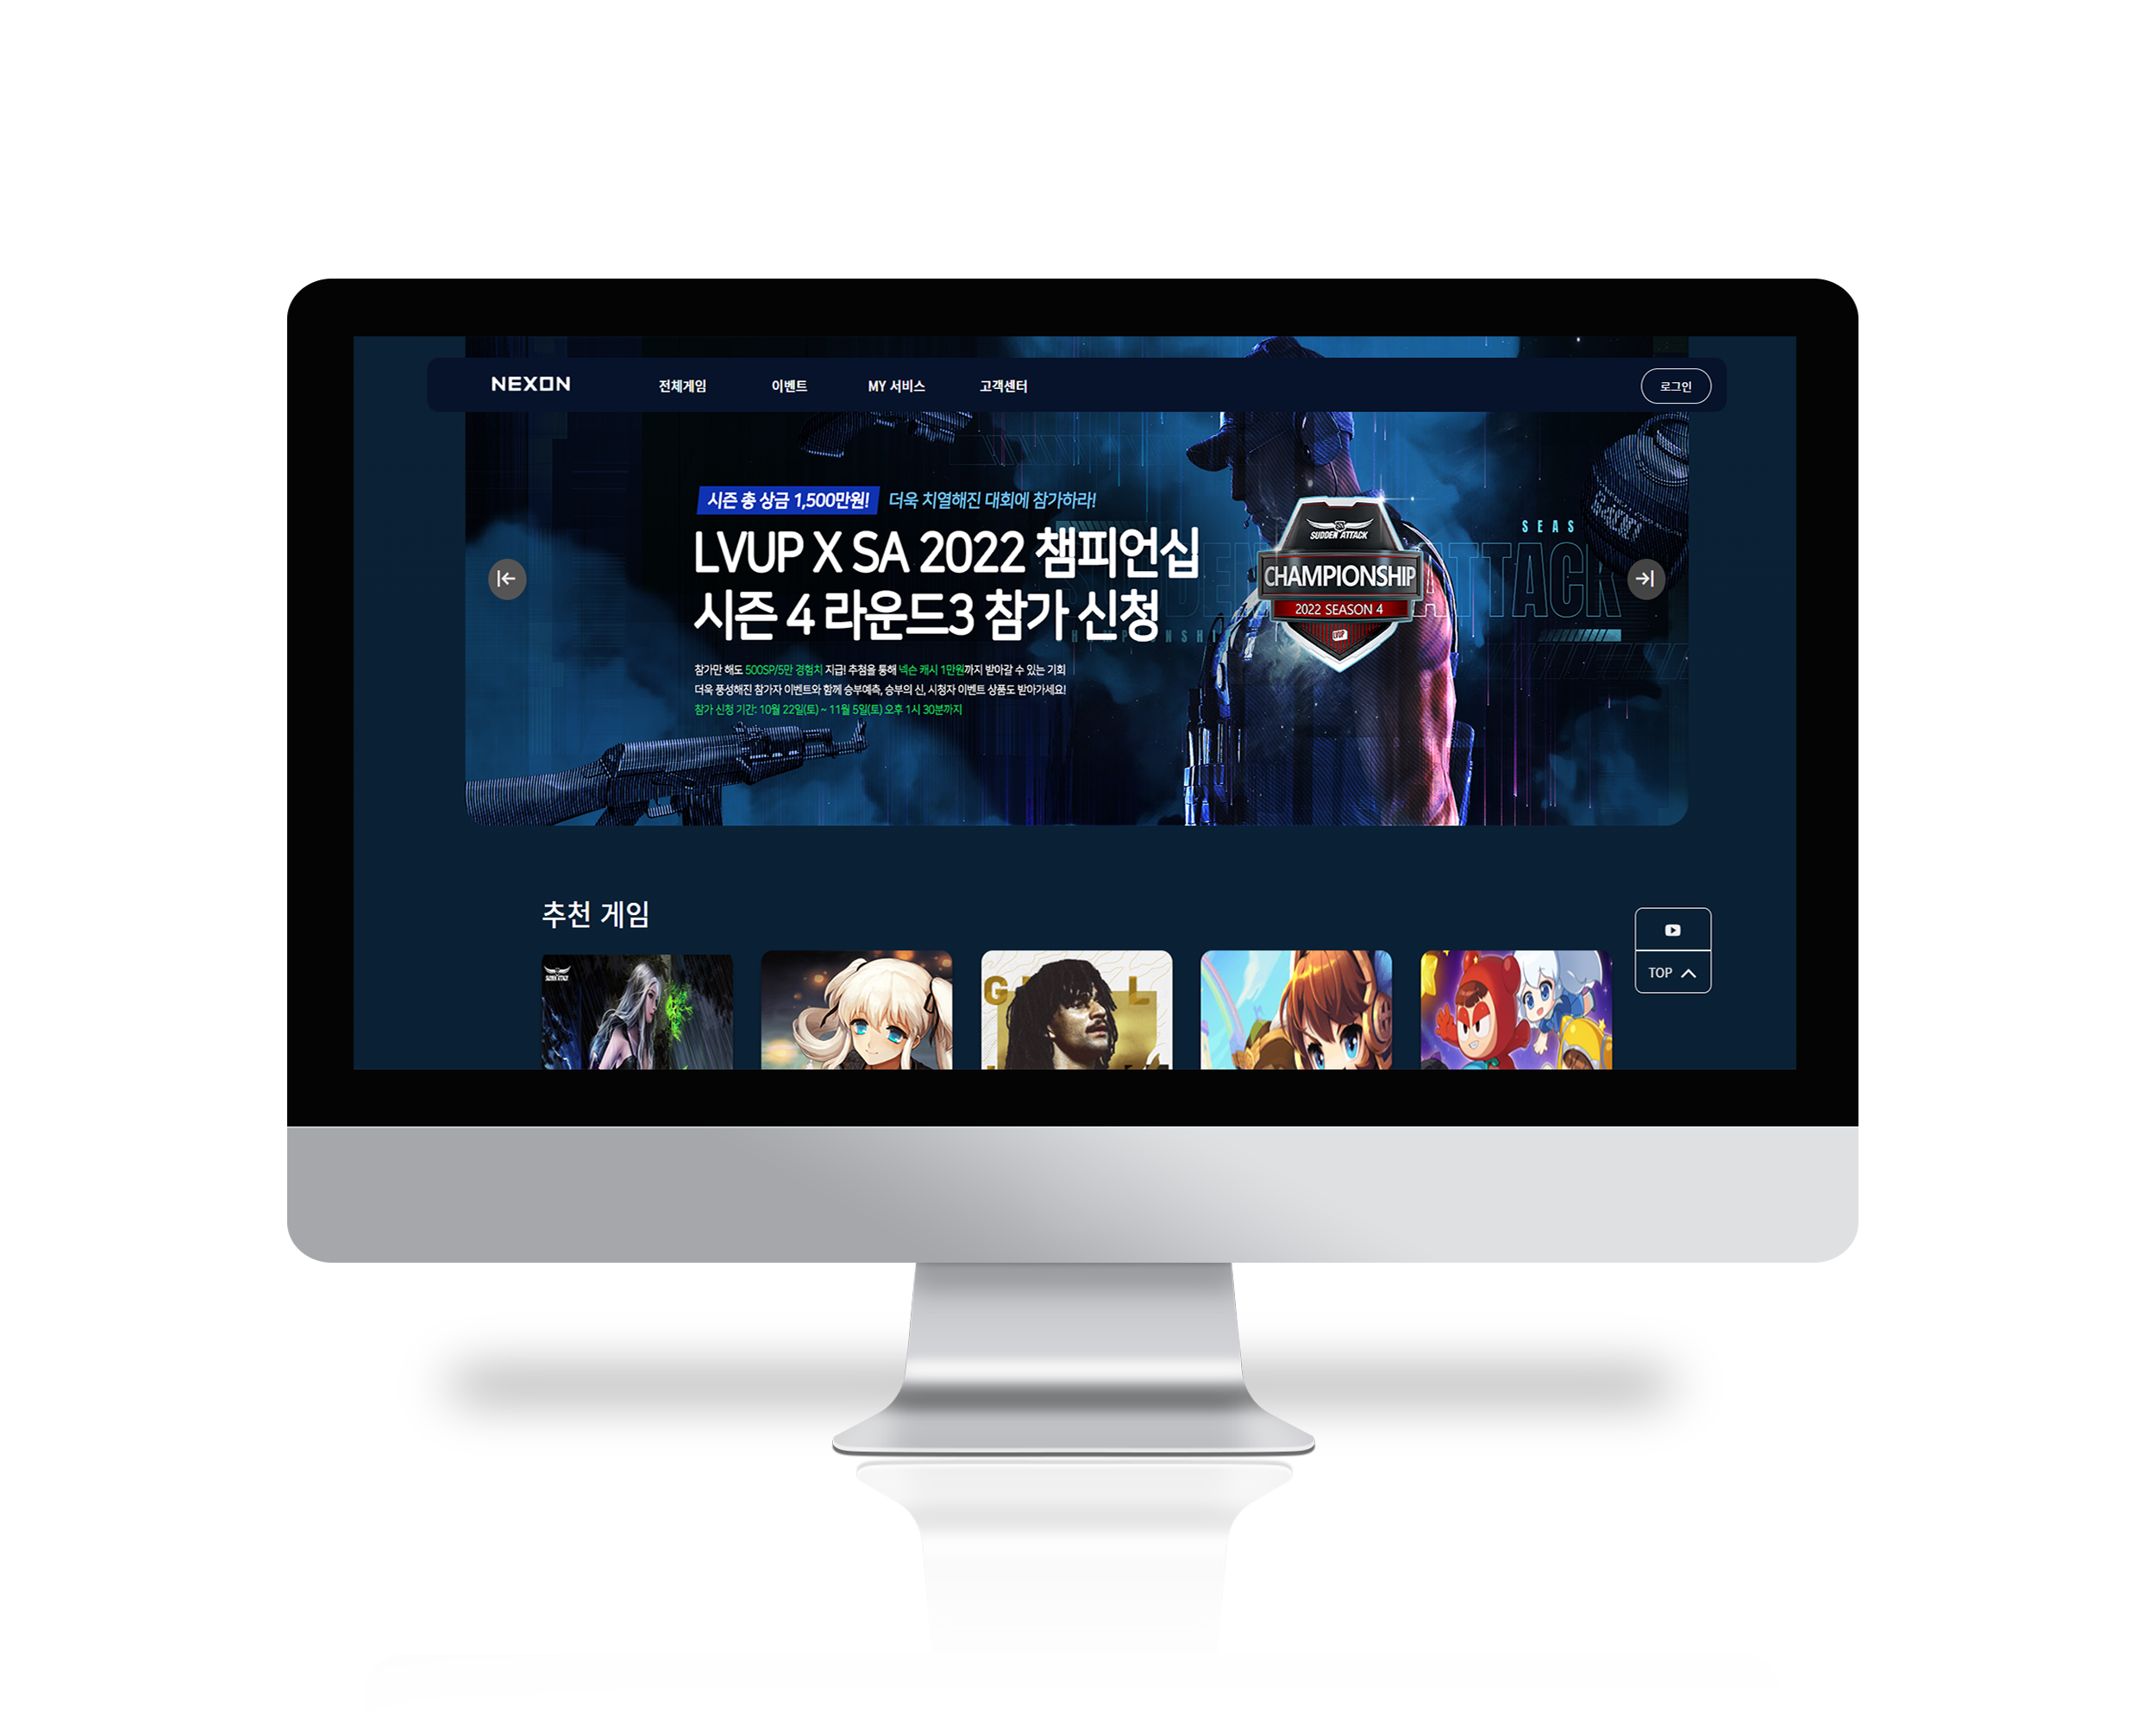 NEXON 전체게임 이벤트 MY 서비스 고객센터 로그인
시즌 총 상금 1,500만원! 더욱 치열해진 대회에 참가하라!
LVUP X SA 2022 챔피언십
시즌 4 라운드3 참가 신청
참가만 해도 500SP/5만 경험치 지급! 추첨을 통해 넥슨 캐시 1만원까지 받아갈 수 있는 기회
더욱 풍성해진 참가자 이벤트와 함께 승부예측, 승부의 신, 시청자 이벤트 상품도 받아가세요!
참가 신청 기간: 10월 22일(토) ~ 11월 5일(토) 오후 1시 30분까지
SUDDEN ATTACK
CHAMPIONSHIP
2022 SEASON 4
LVUP
SEAS
ATTACK
추천 게임
TOP
SUDDEN ATTACK